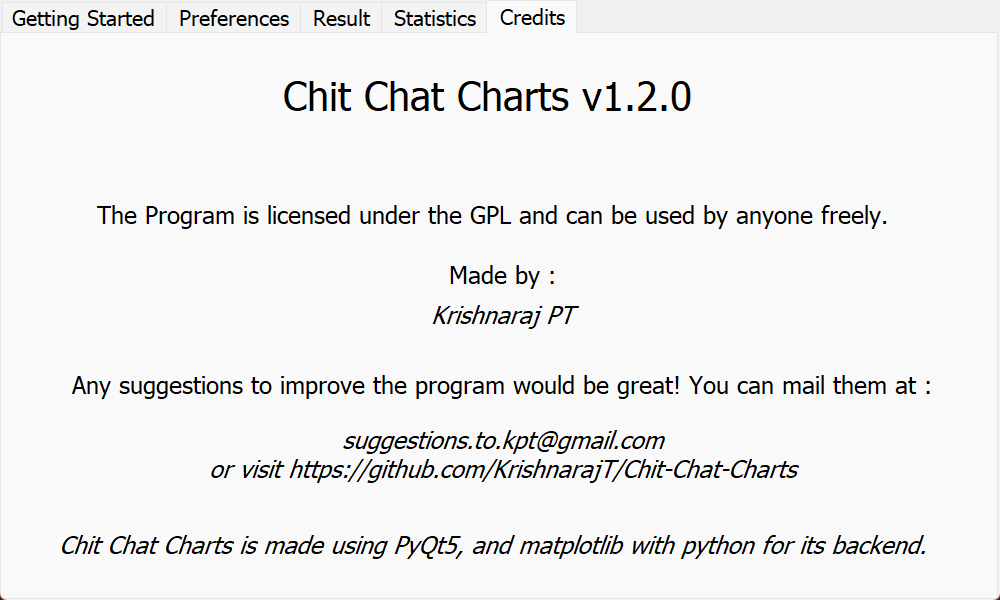 Getting Started Preferences Result Statistics Credits
Chit Chat Charts v1.2.0
The Program is licensed under the GPL and can be used by anyone freely.
Made by :
Krishnaraj PT
Any suggestions to improve the program would be great! You can mail them at :
suggestions.to.kpt@gmail.com
or visit https://github.com/KrishnarajT/Chit-Chat-Charts
Chit Chat Charts is made using PyQt5, and matplotlib with python for its backend.